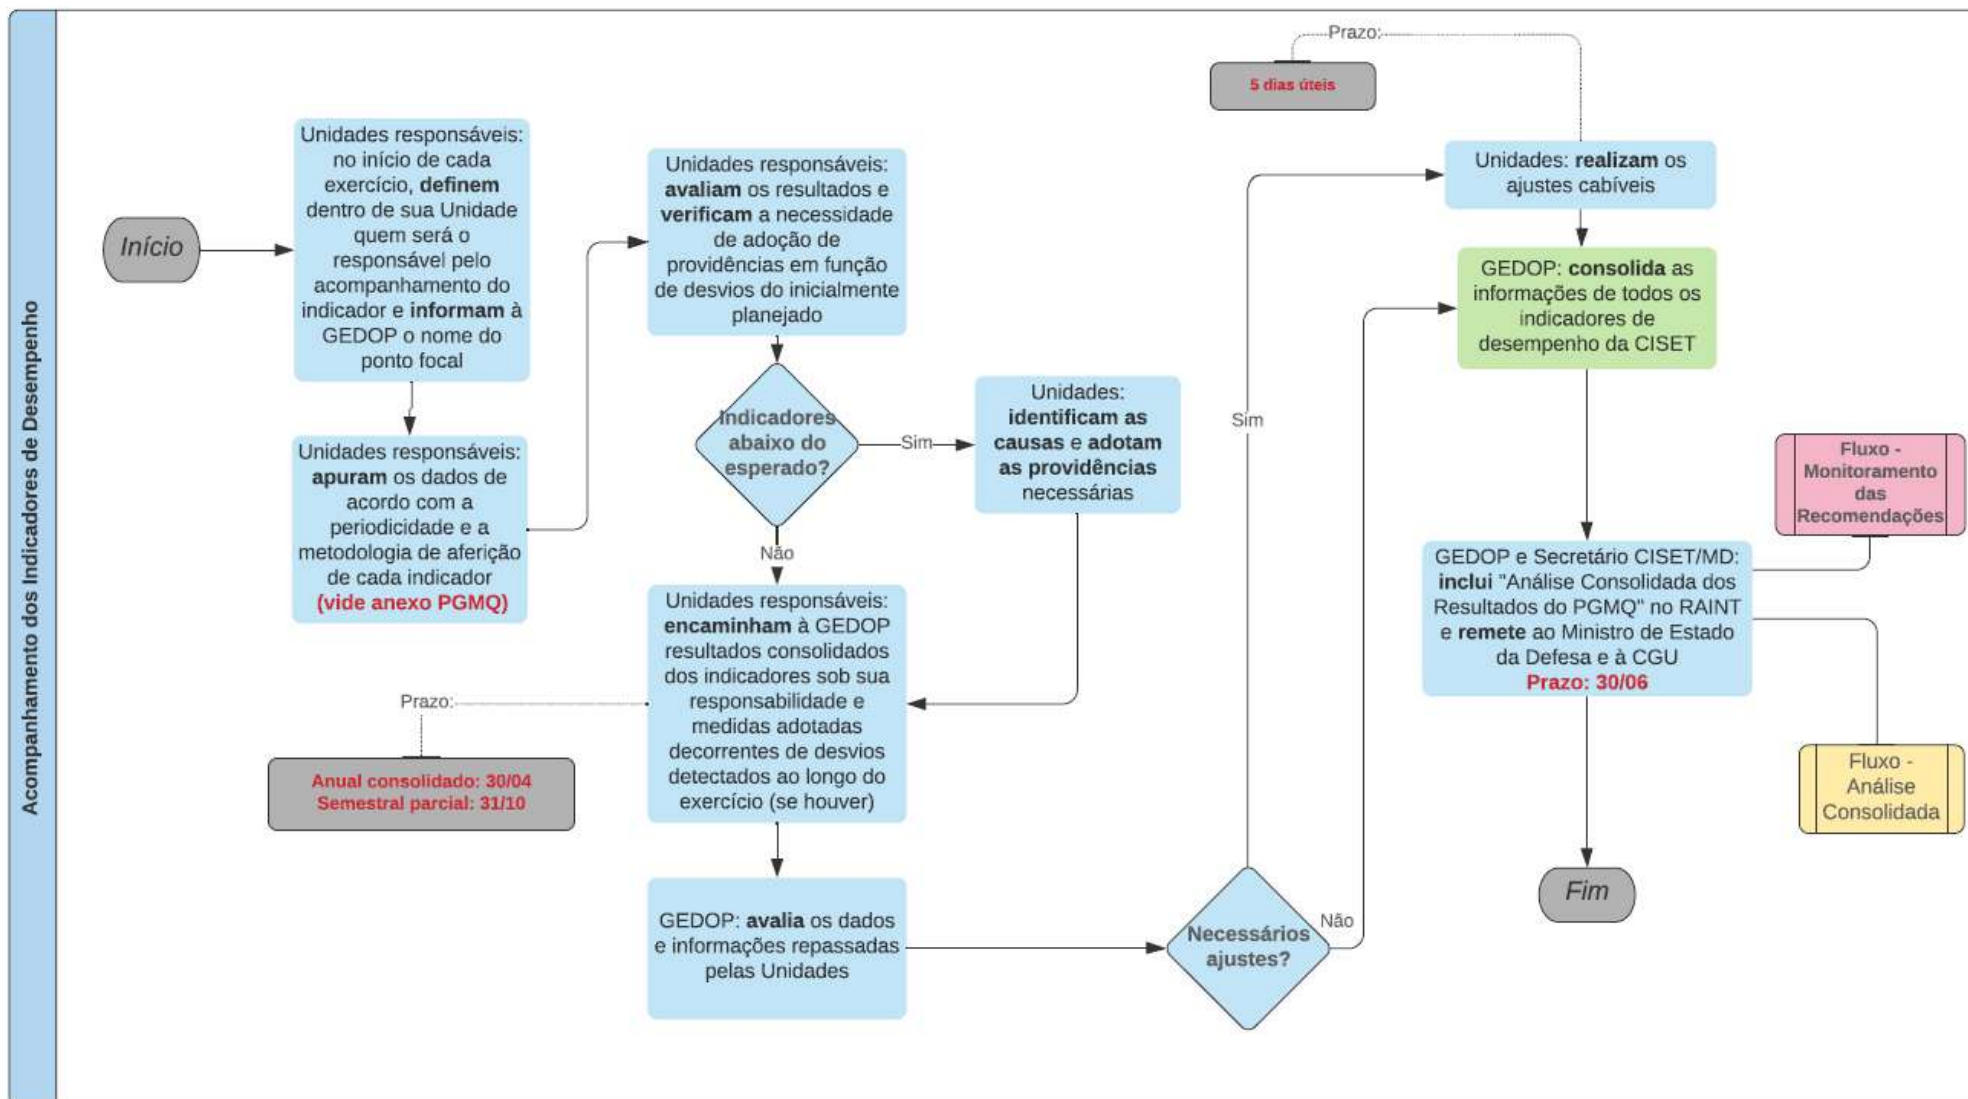 Acompanhamento dos Indicadores de Desempenho
Início
Unidades responsáveis:
no início de cada
exercício, definem
dentro de sua Unidade
quem será o
responsável pelo
acompanhamento do
indicador e informam à
GEDOP o nome do
ponto focal
Unidades responsáveis:
apuram os dados de
acordo com a
periodicidade e a
metodologia de aferição
de cada indicador
(vide anexo PGMQ)
Unidades responsáveis:
avaliam os resultados e
verificam a necessidade
de adoção de
providências em função
de desvios do inicialmente
planejado
Indicadores
abaixo do
esperado?
Sim
Unidades:
identificam as
causas e adotam
as providências
necessárias
Não
Unidades responsáveis:
encaminham à GEDOP
resultados consolidados
dos indicadores sob sua
responsabilidade e
medidas adotadas
decorrentes de desvios
detectados ao longo do
exercício (se houver)
Prazo:
Anual consolidado: 30/04
Semestral parcial: 31/10
GEDOP: avalia os dados
e informações repassadas
pelas Unidades
Necessários
ajustes?
Sim
Não
Prazo:
5 dias úteis
Unidades: realizam os
ajustes cabíveis
GEDOP: consolida as
informações de todos os
indicadores de
desempenho da CISET
GEDOP e Secretário CISET/MD:
inclui "Análise Consolidada dos
Resultados do PGMQ" no RAINT
e remete ao Ministro de Estado
da Defesa e à CGU
Prazo: 30/06
Fluxo -
Monitoramento
das
Recomendações
Fluxo -
Análise
Consolidada
Fim